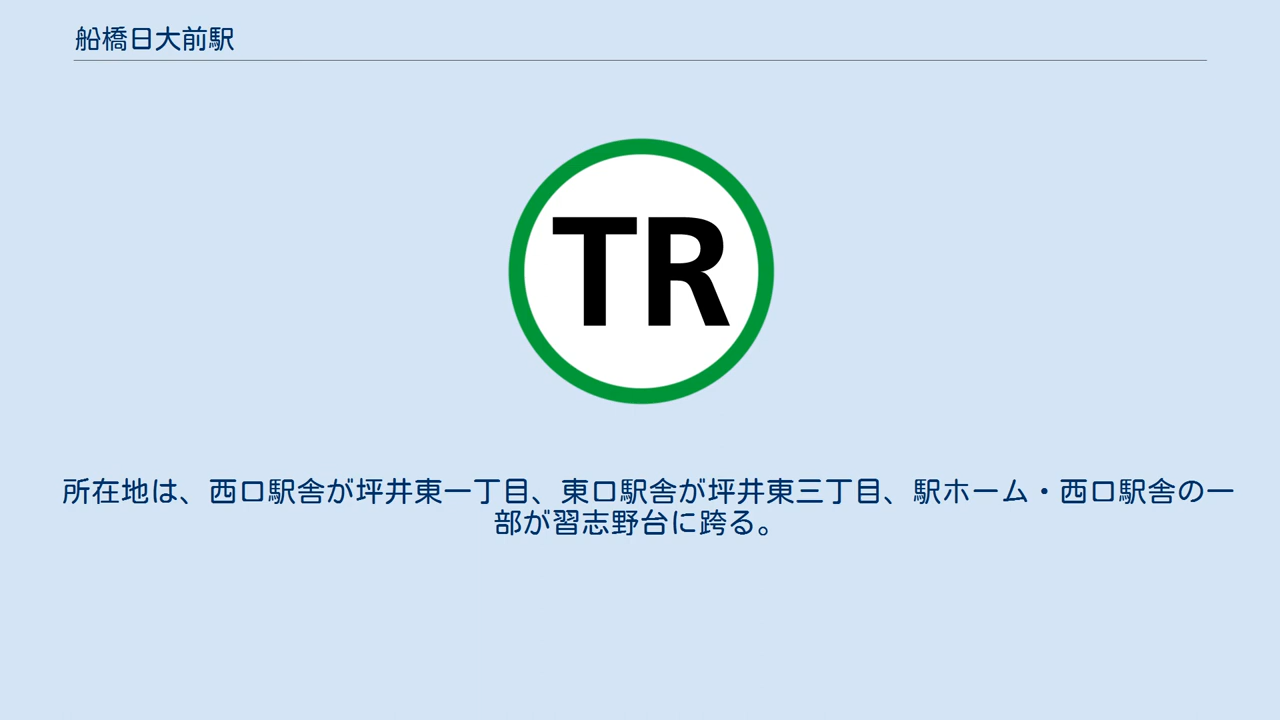 船橋日大前駅
TR
所在地は、西口駅舎が坪井東一丁目、東口駅舎が坪井東三丁目、駅ホーム・西口駅舎の一
部が習志野台に跨る。